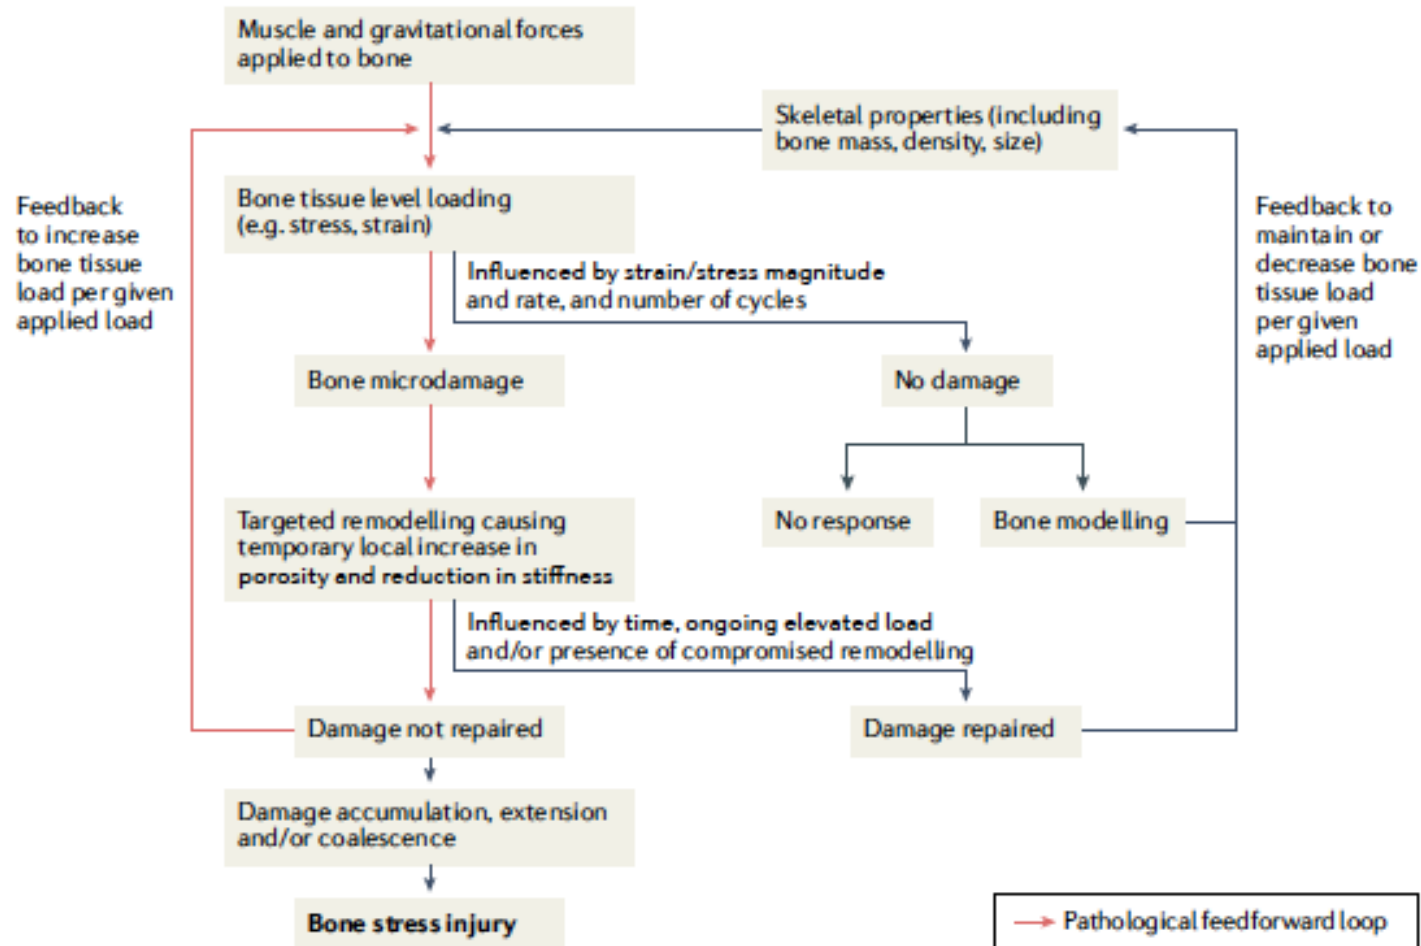 Muscle and gravitational forces
applied to bone
Skeletal properties (including
bone mass, density, size)
Feedback
to increase
bone tissue
load per given
applied load
Bone tissue level loading
(e.g. stress, strain)
Feedback to
maintain or
decrease bone
tissue load
per given
applied load
Influenced by strain/stress magnitude
and rate, and number of cycles
Bone microdamage
No damage
Targeted remodelling causing
temporary local increase in
porosity and reduction in stiffness
No response
Bone modelling
Influenced by time, ongoing elevated load
and/or presence of compromised remodelling
Damage not repaired
Damage repaired
Damage accumulation, extension
and/or coalescence
Bone stress injury
Pathological feedforward loop